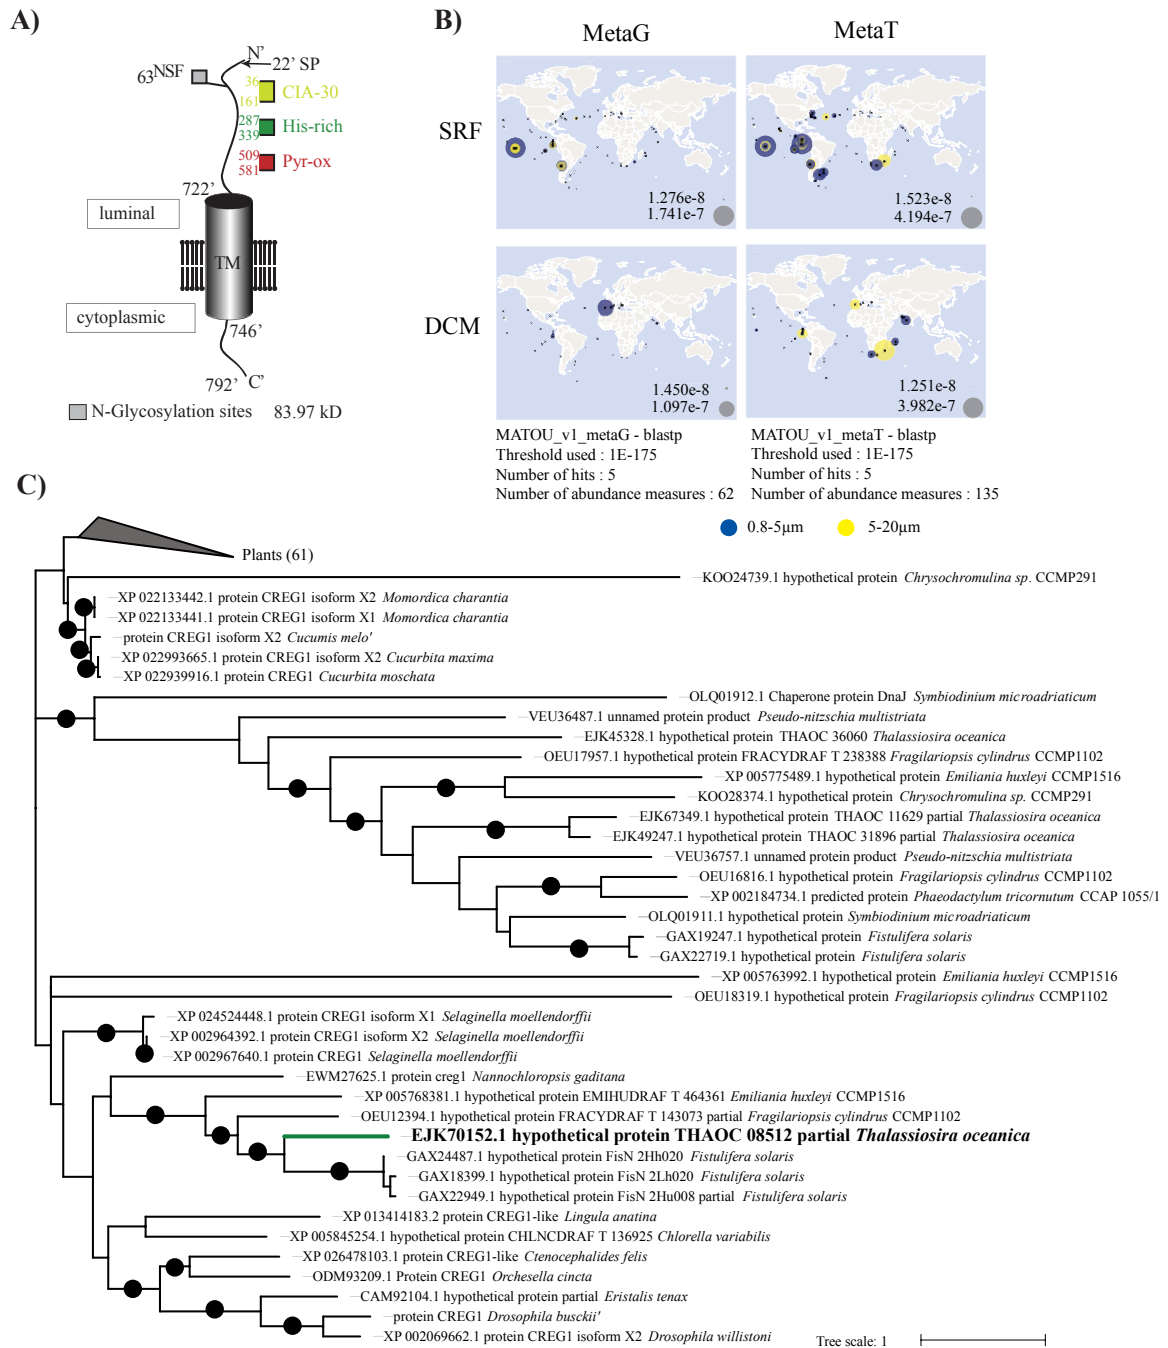 A)
N'
22' SP
63NSF
36
161
CIA-30
287
339
His-rich
509
581
Pyr-ox
722'
luminal
TM
cytoplasmic
746'
792'
C'
N-Glycosylation sites 83.97 kD
B)
MetaG
MetaT
SRF
1.276e-8
1.741e-7
1.523e-8
4.194e-7
DCM
1.450e-8
1.097e-7
1.251e-8
3.982e-7
MATOU_v1_metaG - blastp
Threshold used : 1E-175
Number of hits : 5
Number of abundance measures : 62
MATOU_v1_metaT - blastp
Threshold used : 1E-175
Number of hits : 5
Number of abundance measures : 135
0.8-5µm
5-20µm
C)
Plants (61)
KOO24739.1 hypothetical protein Chrysochromulina sp. CCMP291
XP 022133442.1 protein CREG1 isoform X2 Momordica charantia
XP 022133441.1 protein CREG1 isoform X1 Momordica charantia
protein CREG1 isoform X2 Cucumis melo'
XP 022993665.1 protein CREG1 isoform X2 Cucurbita maxima
XP 022939916.1 protein CREG1 Cucurbita moschata
OLQ01912.1 Chaperone protein DnaJ Symbiodinium microadriaticum
VEU36487.1 unnamed protein product Pseudo-nitzschia multistriata
EJK45328.1 hypothetical protein THAOC 36060 Thalassiosira oceanica
OEU17957.1 hypothetical protein FRACYDRAF T 238388 Fragilariopsis cylindrus CCMP1102
XP 005775489.1 hypothetical protein Emiliania huxleyi CCMP1516
KOO28374.1 hypothetical protein Chrysochromulina sp. CCMP291
EJK67349.1 hypothetical protein THAOC 11629 partial Thalassiosira oceanica
EJK49247.1 hypothetical protein THAOC 31896 partial Thalassiosira oceanica
VEU36757.1 unnamed protein product Pseudo-nitzschia multistriata
OEU16816.1 hypothetical protein Fragilariopsis cylindrus CCMP1102
XP 002184734.1 predicted protein Phaeodactylum tricornutum CCAP 1055/1
OLQ01911.1 hypothetical protein Symbiodinium microadriaticum
GAX19247.1 hypothetical protein Fistulifera solaris
GAX22719.1 hypothetical protein Fistulifera solaris
XP 005763992.1 hypothetical protein Emiliania huxleyi CCMP1516
OEU18319.1 hypothetical protein Fragilariopsis cylindrus CCMP1102
XP 024524448.1 protein CREG1 isoform X1 Selaginella moellendorffii
XP 002964392.1 protein CREG1 isoform X2 Selaginella moellendorffii
XP 002967640.1 protein CREG1 Selaginella moellendorffii
EWM27625.1 protein creg1 Nannochloropsis gaditana
XP 005768381.1 hypothetical protein EMIHUDRAF T 464361 Emiliania huxleyi CCMP1516
OEU12394.1 hypothetical protein FRACYDRAF T 143073 partial Fragilariopsis cylindrus CCMP1102
EJK70152.1 hypothetical protein THAOC 08512 partial Thalassiosira oceanica
GAX24487.1 hypothetical protein FisN 2Hh020 Fistulifera solaris
GAX18399.1 hypothetical protein FisN 2Lh020 Fistulifera solaris
GAX22949.1 hypothetical protein FisN 2Hu008 partial Fistulifera solaris
XP 013414183.2 protein CREG1-like Lingula anatina
XP 005845254.1 hypothetical protein CHLNCDRAF T 136925 Chlorella variabilis
XP 026478103.1 protein CREG1-like Ctenocephalides felis
ODM93209.1 Protein CREG1 Orchesella cincta
CAM92104.1 hypothetical protein partial Eristalis tenax
protein CREG1 Drosophila busckii'
XP 002069662.1 protein CREG1 isoform X2 Drosophila willistoni
Tree scale: 1